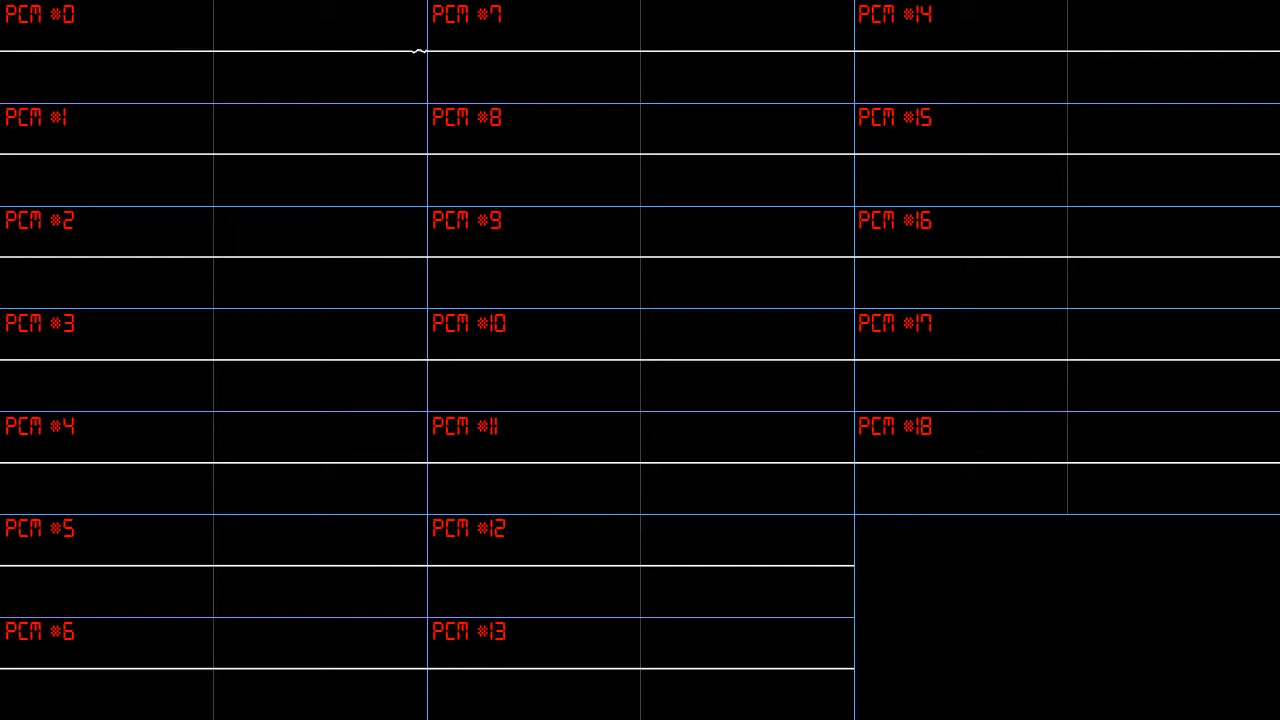 PCM #0
PCM #1
PCM #2
PCM #3
PCM #4
PCM #5
PCM #6
PCM #7
PCM #8
PCM #9
PCM #10
PCM #11
PCM #12
PCM #13
PCM #14
PCM #15
PCM #16
PCM #17
PCM #18